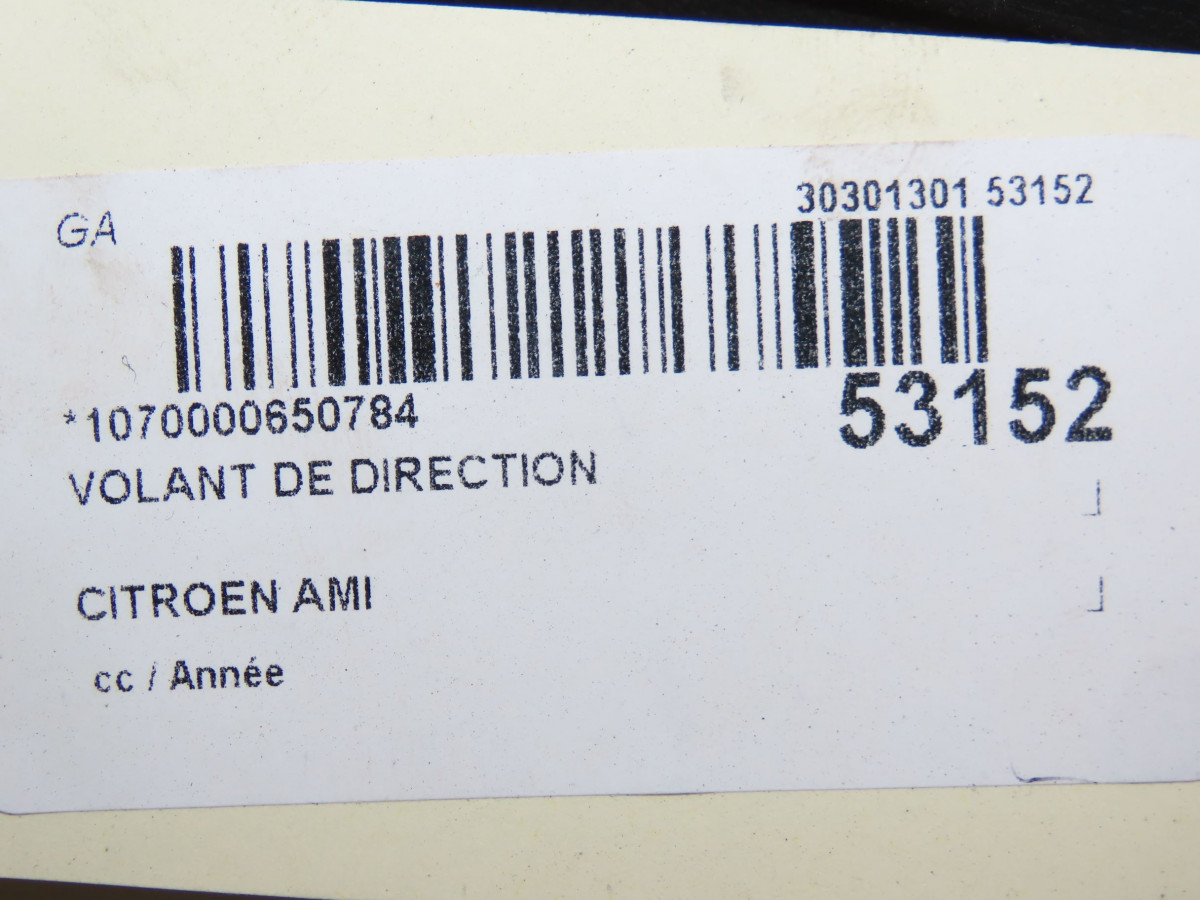 GA
30301301 53152
*1070000650784
53152
VOLANT DE DIRECTION
CITROEN AMI
cc / Année